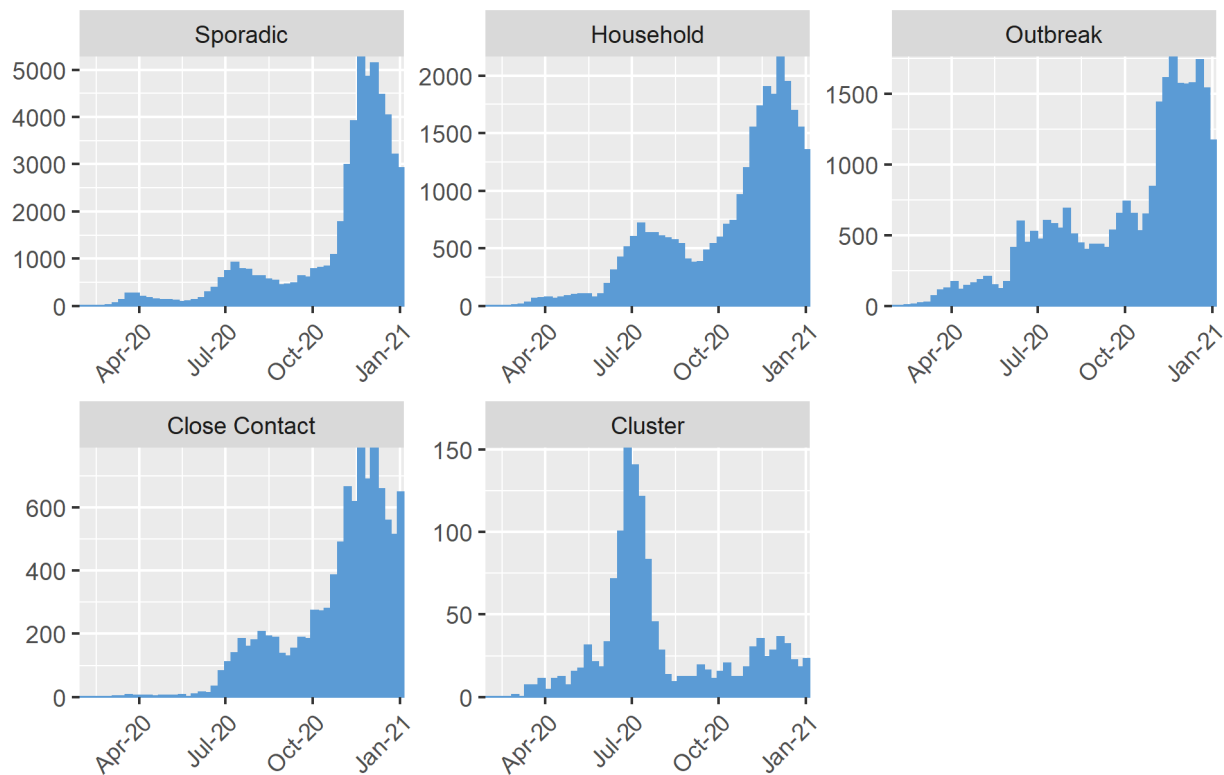 Sporadic
5000
4000
3000
2000
1000
0
Apr-20
Jul-20
Oct-20
Jan-21
Household
2000
1500
1000
500
0
Apr-20
Jul-20
Oct-20
Jan-21
Outbreak
1500
1000
500
0
Apr-20
Jul-20
Oct-20
Jan-21
Close Contact
600
400
200
0
Apr-20
Jul-20
Oct-20
Jan-21
Cluster
150
100
50
0
Apr-20
Jul-20
Oct-20
Jan-21